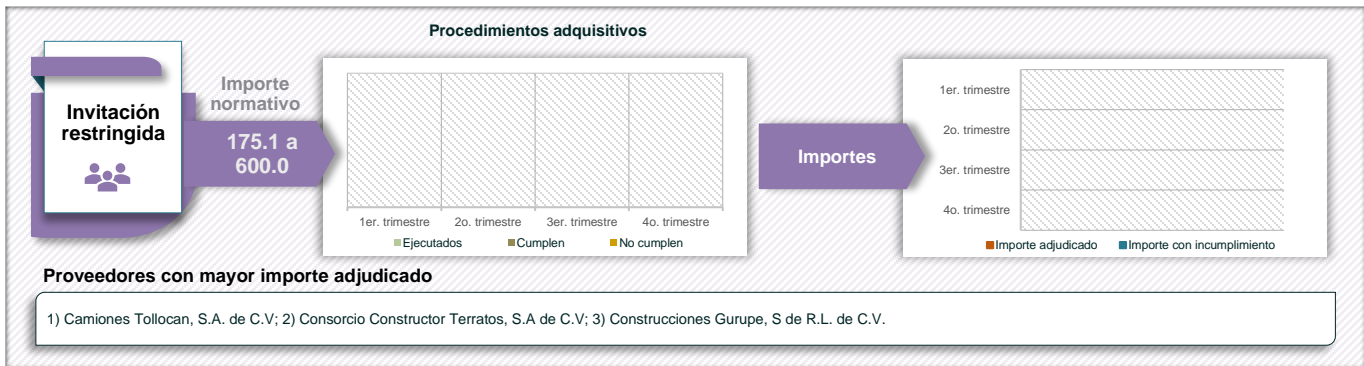 Procedimientos adquisitivos
Invitación
restringida
Importe
normativo
175.1 a
600.0
1er. trimestre
2o. trimestre
3er. trimestre
4o. trimestre
Ejecutados
Cumplen
No cumplen
Importes
1er. trimestre
2o. trimestre
3er. trimestre
4o. trimestre
Importe adjudicado
Importe con incumplimiento
Proveedores con mayor importe adjudicado
1) Camiones Tollocan, S.A. de C.V; 2) Consorcio Constructor Terratos, S.A de C.V; 3) Construcciones Gurupe, S de R.L. de C.V.